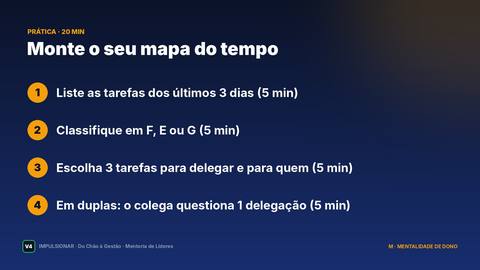 PRÁTICA · 20 MIN
Monte o seu mapa do tempo
1 Liste as tarefas dos últimos 3 dias (5 min)
2 Classifique em F, E ou G (5 min)
3 Escolha 3 tarefas para delegar e para quem (5 min)
4 Em duplas: o colega questiona 1 delegação (5 min)
V4 IMPULSIONAR · Do Chão à Gestão · Mentoria de Líderes
M · MENTALIDADE DE DONO